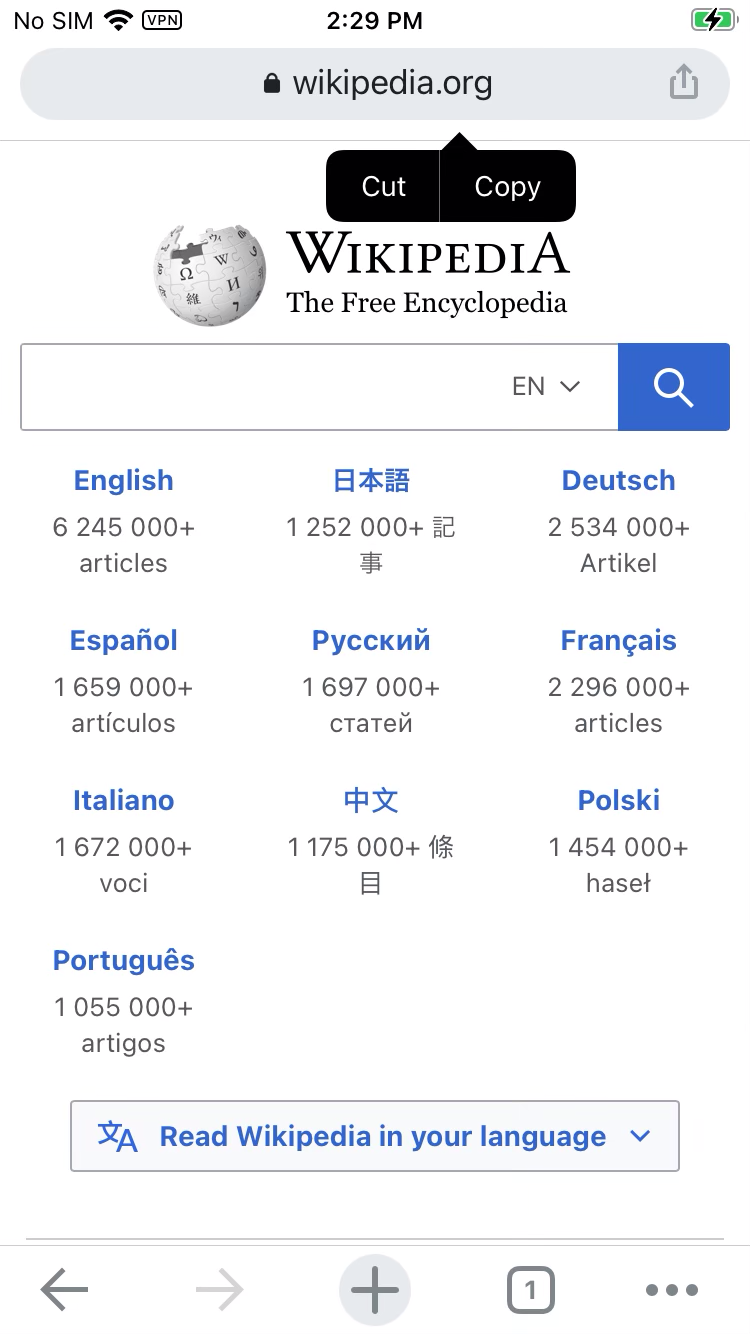 No SIM VPN 2:29 PM
wikipedia.org
Cut Copy
WIKIPEDIA
The Free Encyclopedia
EN
English 日本語 Deutsch
6 245 000+ 1 252 000+ 記 2 534 000+
articles 事 Artikel
Español Русский Français
1 659 000+ 1 697 000+ 2 296 000+
artículos статей articles
Italiano 中文 Polski
1 672 000+ 1 175 000+ 條 1 454 000+
voci 目 haseł
Português
1 055 000+
artigos
Read Wikipedia in your language
1